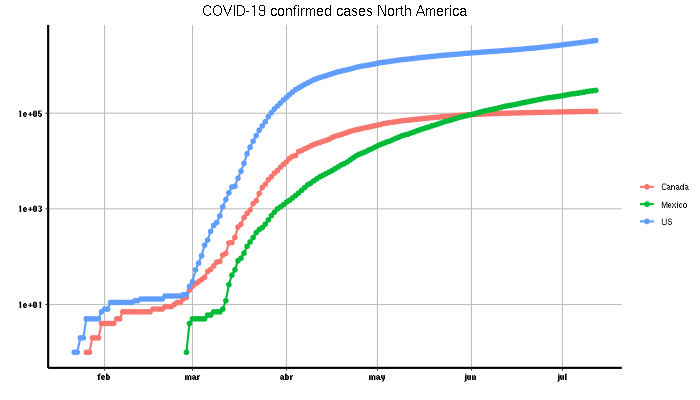 COVID-19 confirmed cases North America
1e+05
1e+03
1e+01
feb mar abr may jun jul
Canada
Mexico
US